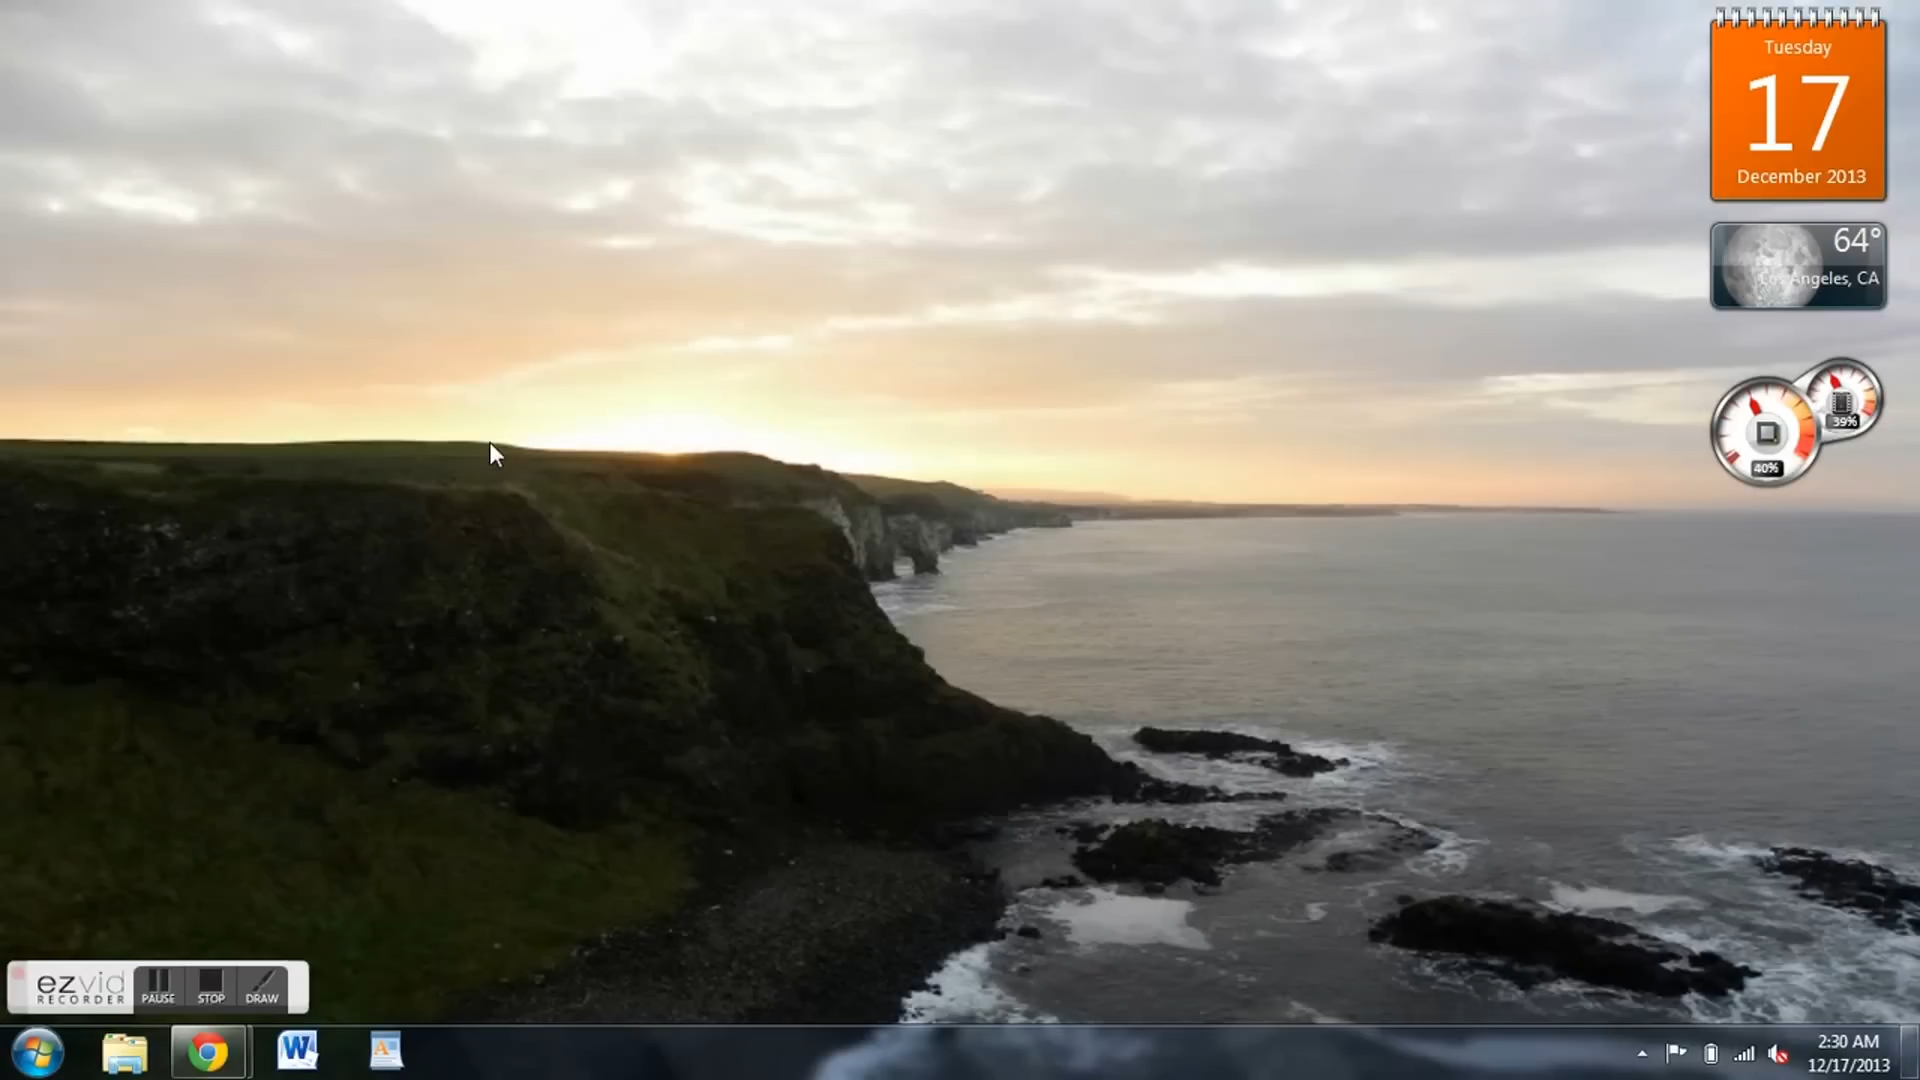 Tuesday
17
December 2013
64°
Los Angeles, CA
39%
40%
ezvid
RECORDER
PAUSE
STOP
DRAW
2:30 AM
12/17/2013